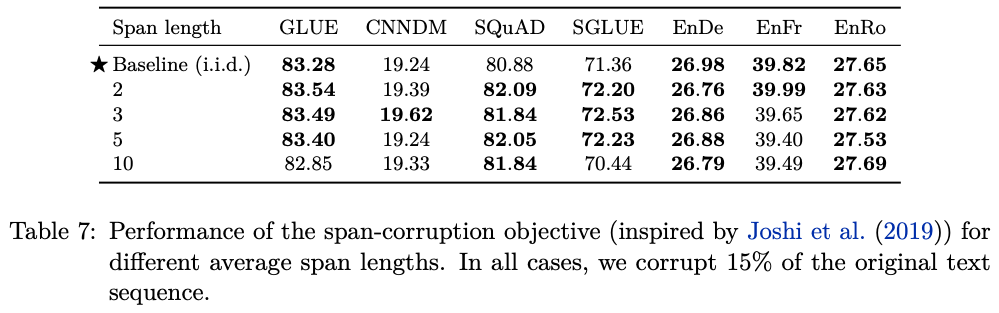 Span length GLUE CNNDM SQuAD SGLUE EnDe EnFr EnRo
★ Baseline (i.i.d.) 83.28 19.24 80.88 71.36 26.98 39.82 27.65
2 83.54 19.39 82.09 72.20 26.76 39.99 27.63
3 83.49 19.62 81.84 72.53 26.86 39.65 27.62
5 83.40 19.24 82.05 72.23 26.88 39.40 27.53
10 82.85 19.33 81.84 70.44 26.79 39.49 27.69
Table 7: Performance of the span-corruption objective (inspired by Joshi et al. (2019)) for
different average span lengths. In all cases, we corrupt 15% of the original text
sequence.